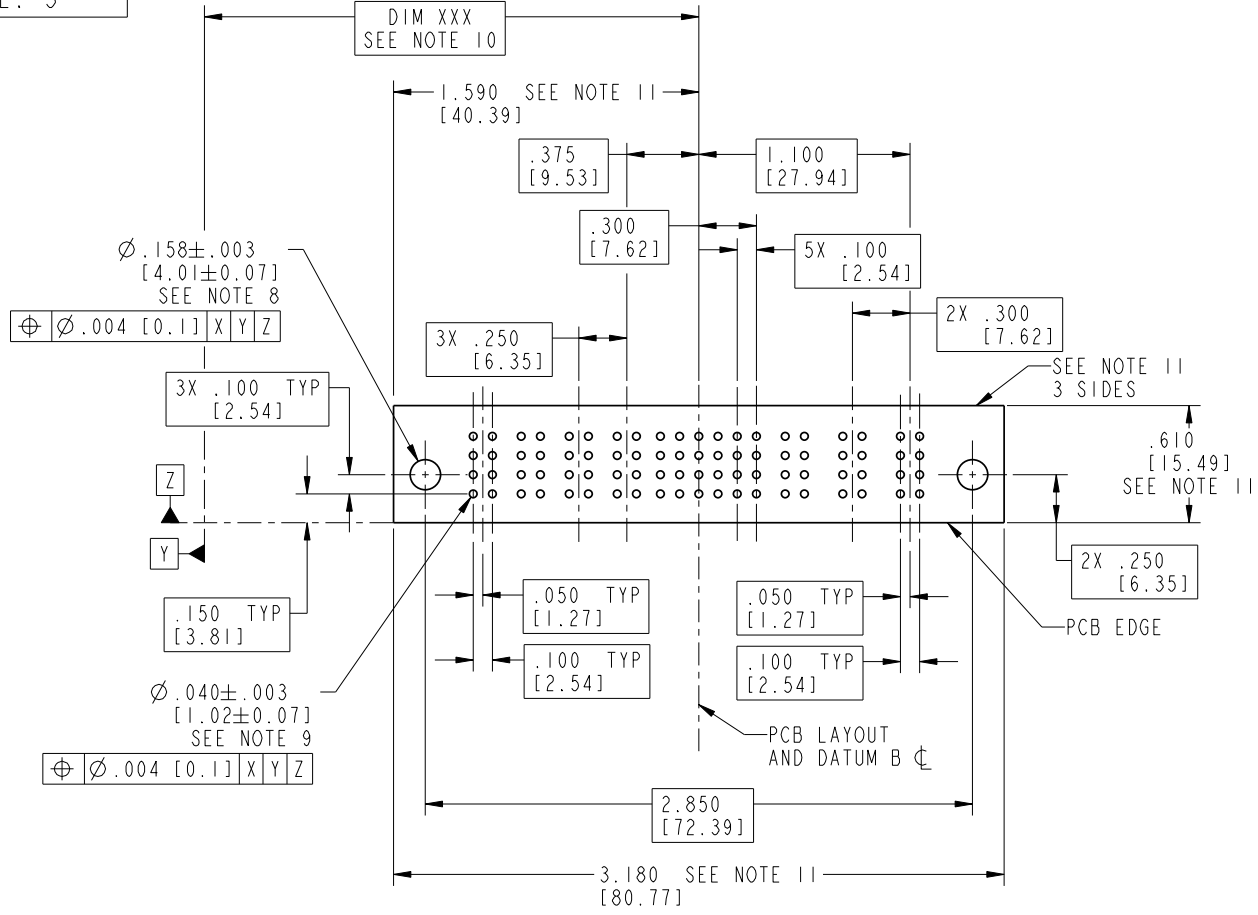 DIM XXX
SEE NOTE 10
1.590 SEE NOTE 11
[40.39]
.375
[9.53]
1.100
[27.94]
.300
[7.62]
5X .100
[2.54]
⌀.158±.003
[4.01±0.07]
SEE NOTE 8
⌖ ⌀.004 [0.1] X Y Z
2X .300
[7.62]
3X .250
[6.35]
SEE NOTE 11
3 SIDES
3X .100 TYP
[2.54]
.610
[15.49]
SEE NOTE 11
Z
Y
2X .250
[6.35]
.150 TYP
[3.81]
.050 TYP
[1.27]
.050 TYP
[1.27]
PCB EDGE
.100 TYP
[2.54]
.100 TYP
[2.54]
⌀.040±.003
[1.02±0.07]
SEE NOTE 9
⌖ ⌀.004 [0.1] X Y Z
PCB LAYOUT
AND DATUM B ℄
2.850
[72.39]
3.180 SEE NOTE 11
[80.77]